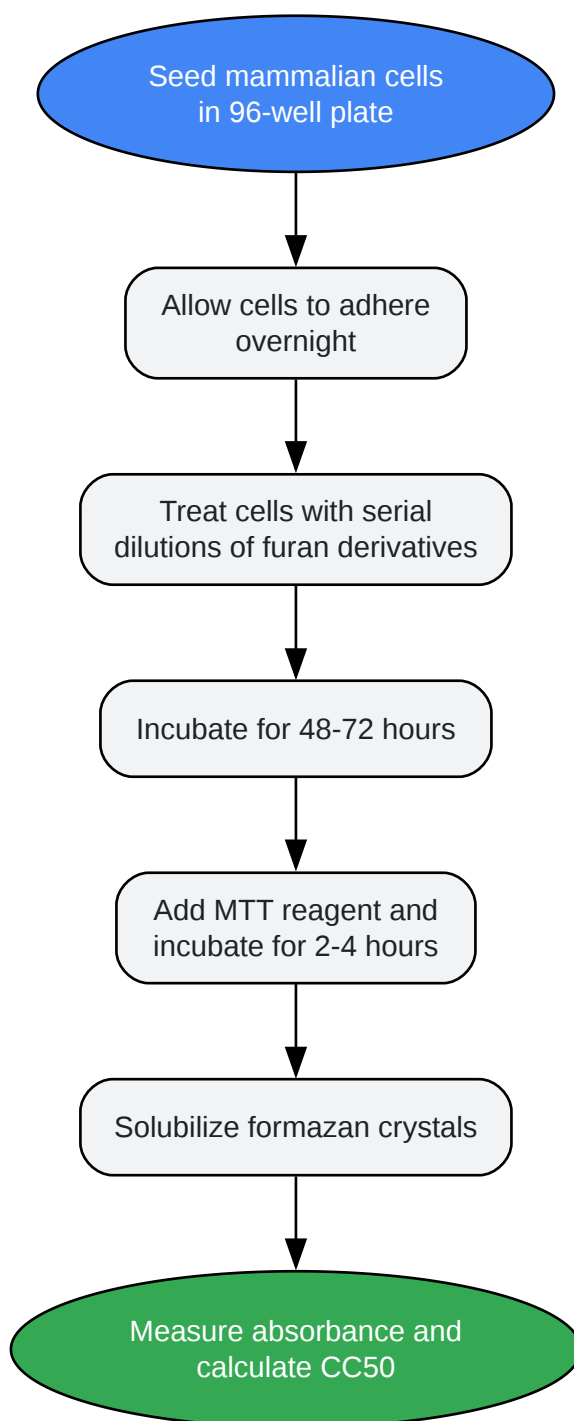 Seed mammalian cells
in 96-well plate
Allow cells to adhere
overnight
Treat cells with serial
dilutions of furan derivatives
Incubate for 48-72 hours
Add MTT reagent and
incubate for 2-4 hours
Solubilize formazan crystals
Measure absorbance and
calculate CC50